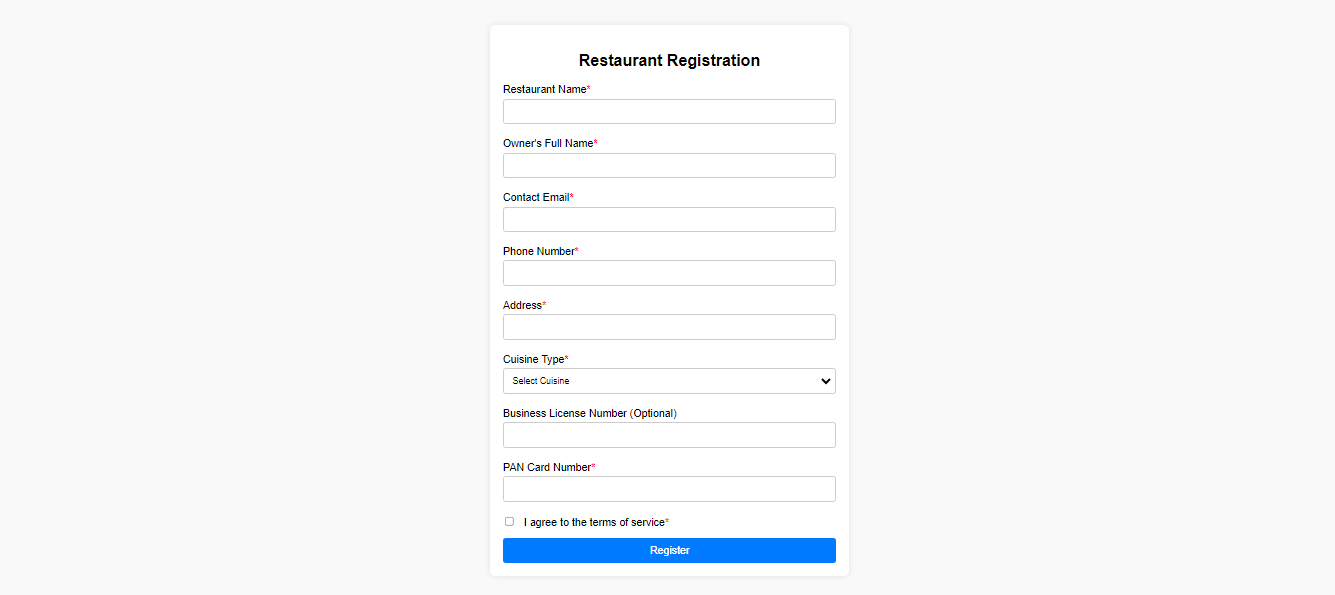 Restaurant Registration
Restaurant Name*
Owner's Full Name*
Contact Email*
Phone Number*
Address*
Cuisine Type*
Select Cuisine
Business License Number (Optional)
PAN Card Number*
I agree to the terms of service*
Register